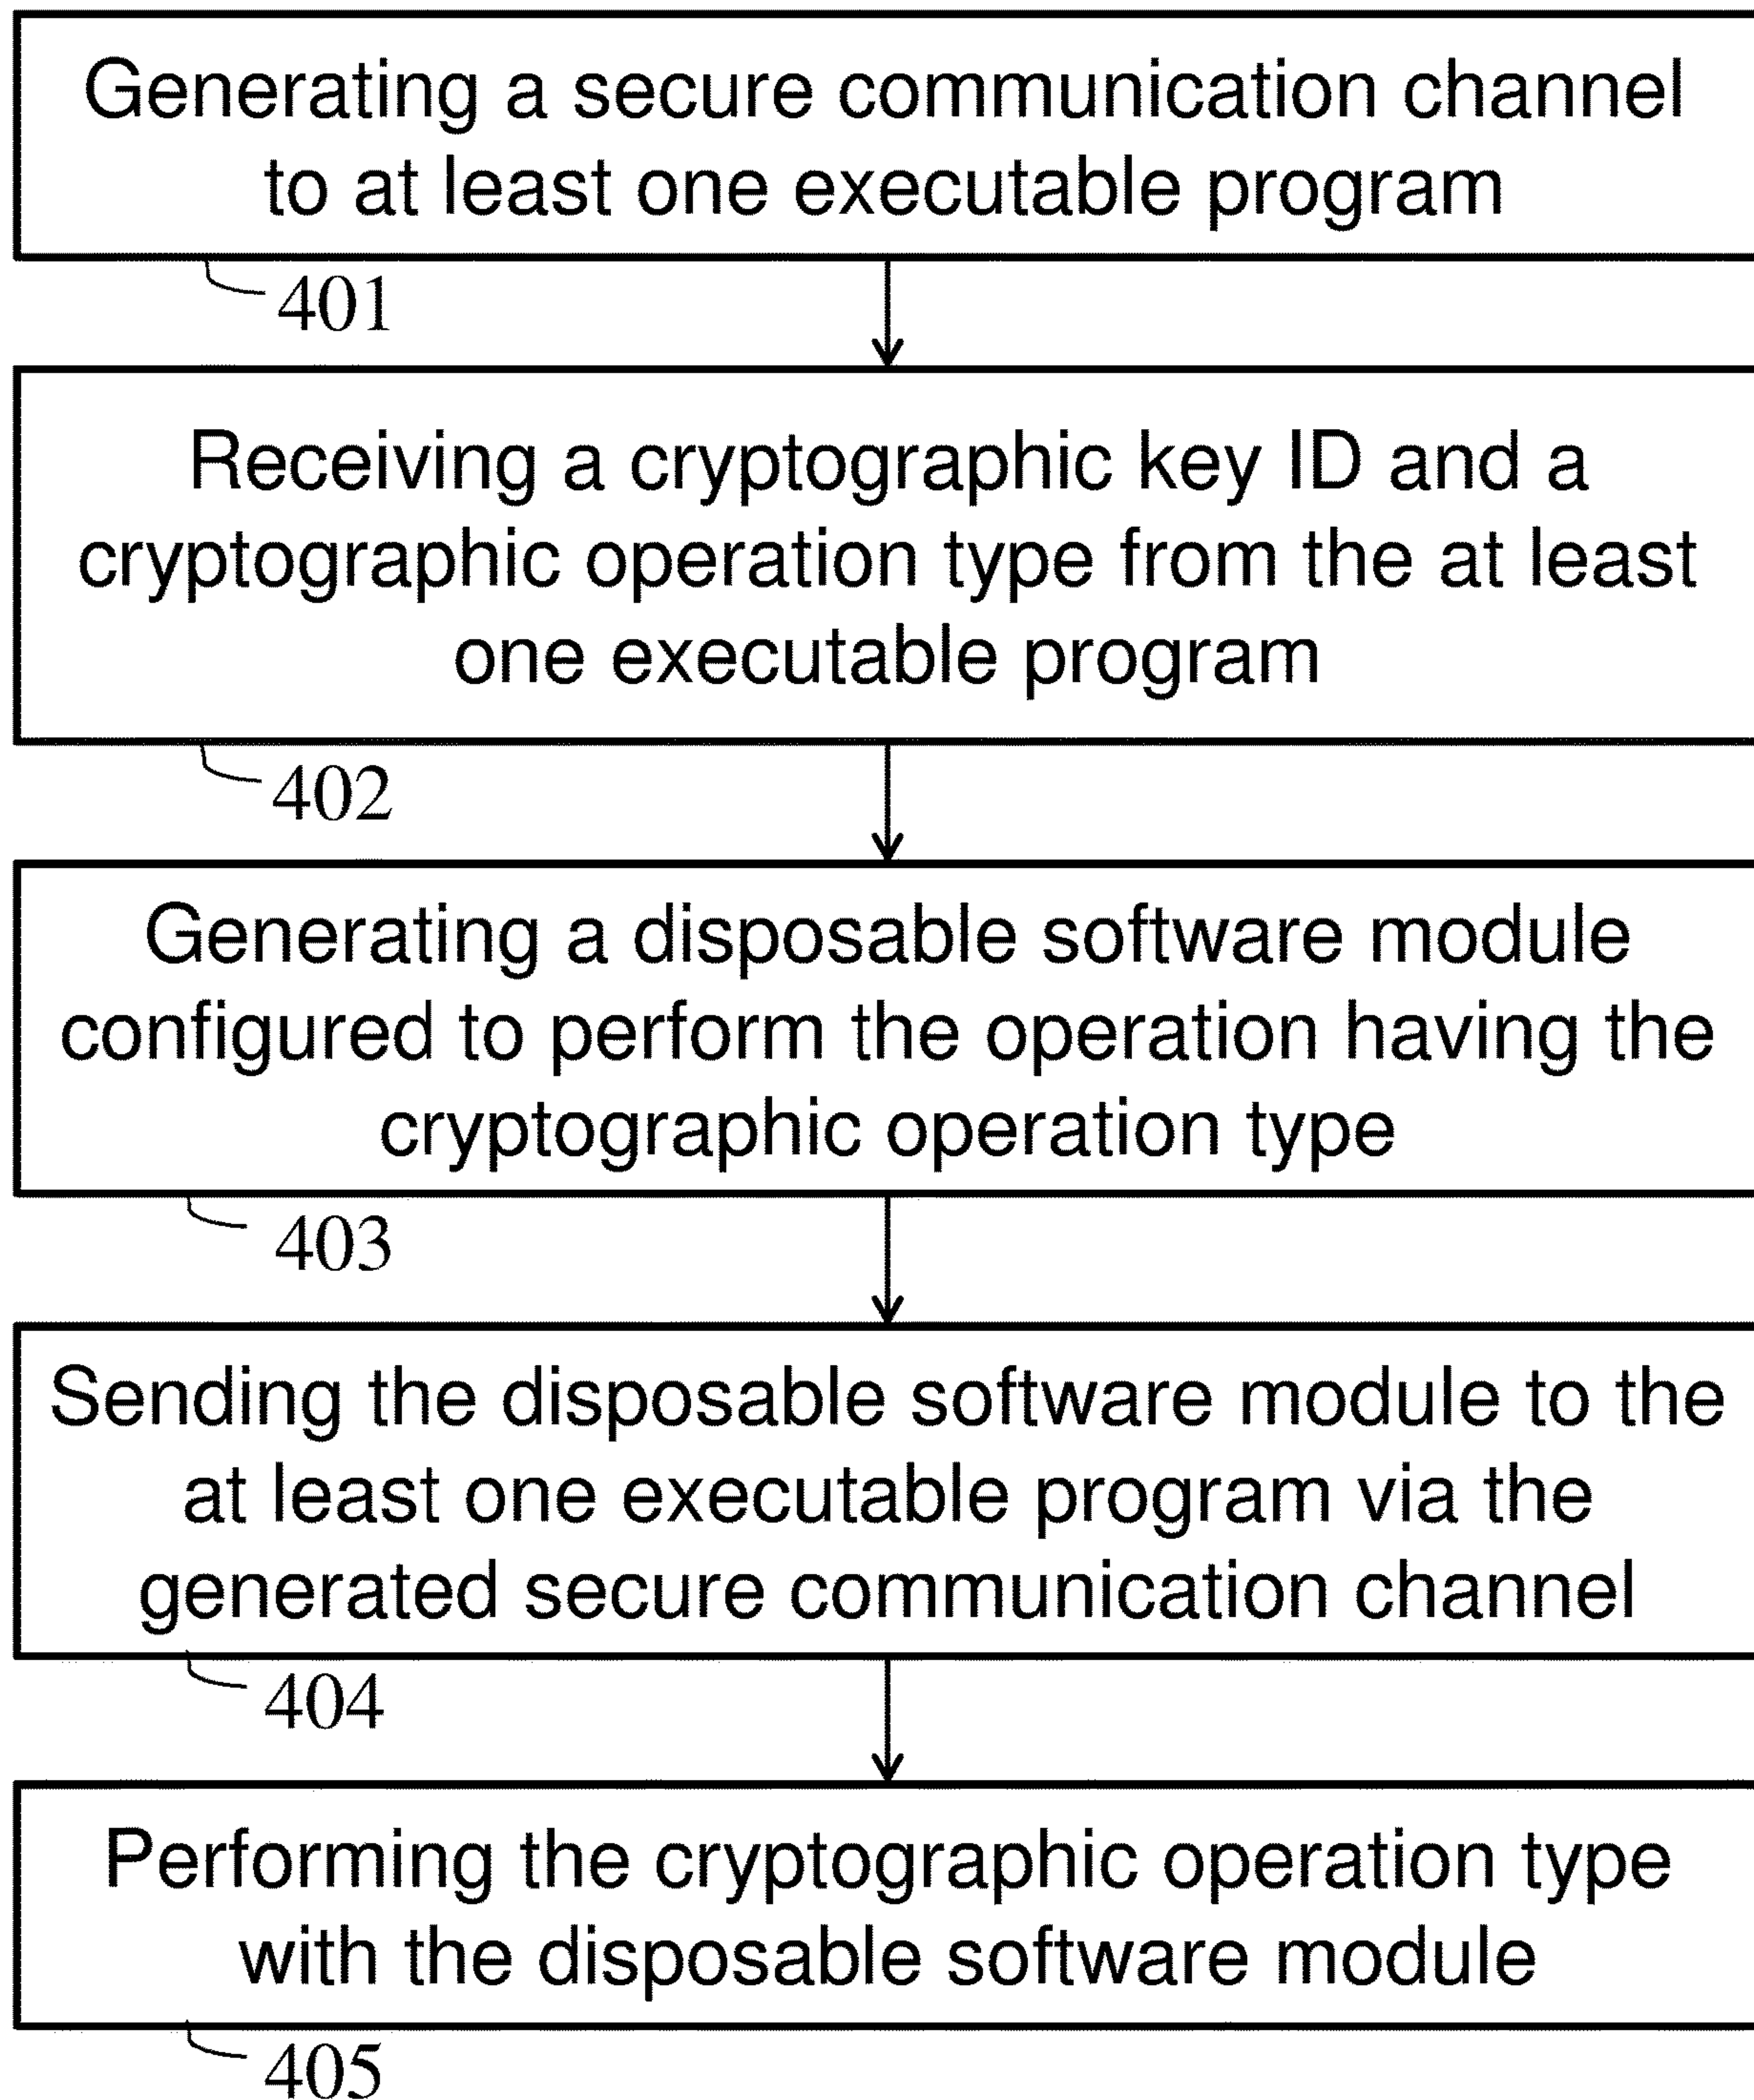 Generating a secure communication channel
to at least one executable program
401
Receiving a cryptographic key ID and a
cryptographic operation type from the at least
one executable program
402
Generating a disposable software module
configured to perform the operation having the
cryptographic operation type
403
Sending the disposable software module to the
at least one executable program via the
generated secure communication channel
404
Performing the cryptographic operation type
with the disposable software module
405